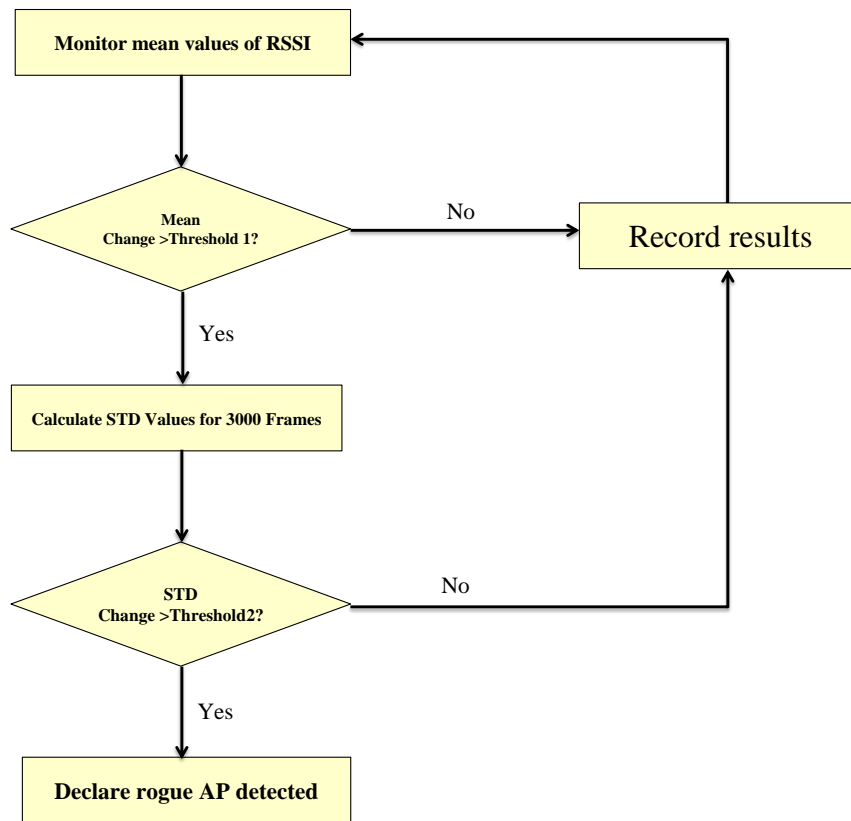 Monitor mean values of RSSI
Mean
Change >Threshold 1?
No
Record results
Yes
Calculate STD Values for 3000 Frames
STD
Change >Threshold2?
No
Yes
Declare rogue AP detected